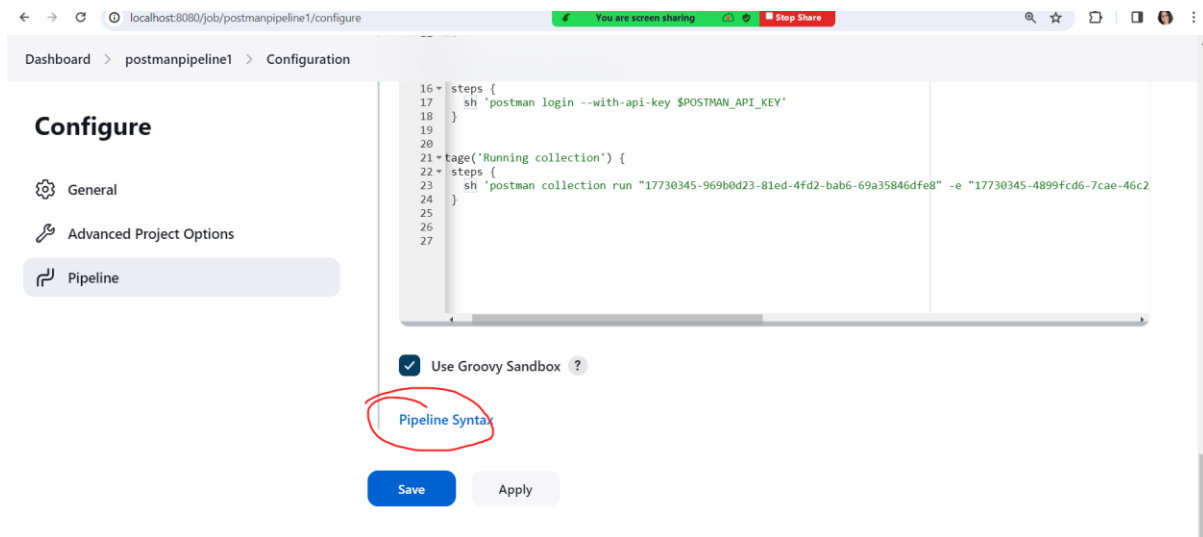 localhost:8080/job/postmanpipeline1/configure
You are screen sharing
Stop Share
Dashboard > postmanpipeline1 > Configuration
Configure
General
Advanced Project Options
Pipeline
16 steps {
17 sh 'postman login --with-api-key $POSTMAN_API_KEY'
18 }
19
20
21 tage('Running collection') {
22 steps {
23 sh 'postman collection run "17730345-969b0d23-81ed-4fd2-bab6-69a35846dfe8" -e "17730345-4899fcd6-7cae-46c2
24 }
25
26
27
Use Groovy Sandbox ?
Pipeline Syntax
Save
Apply